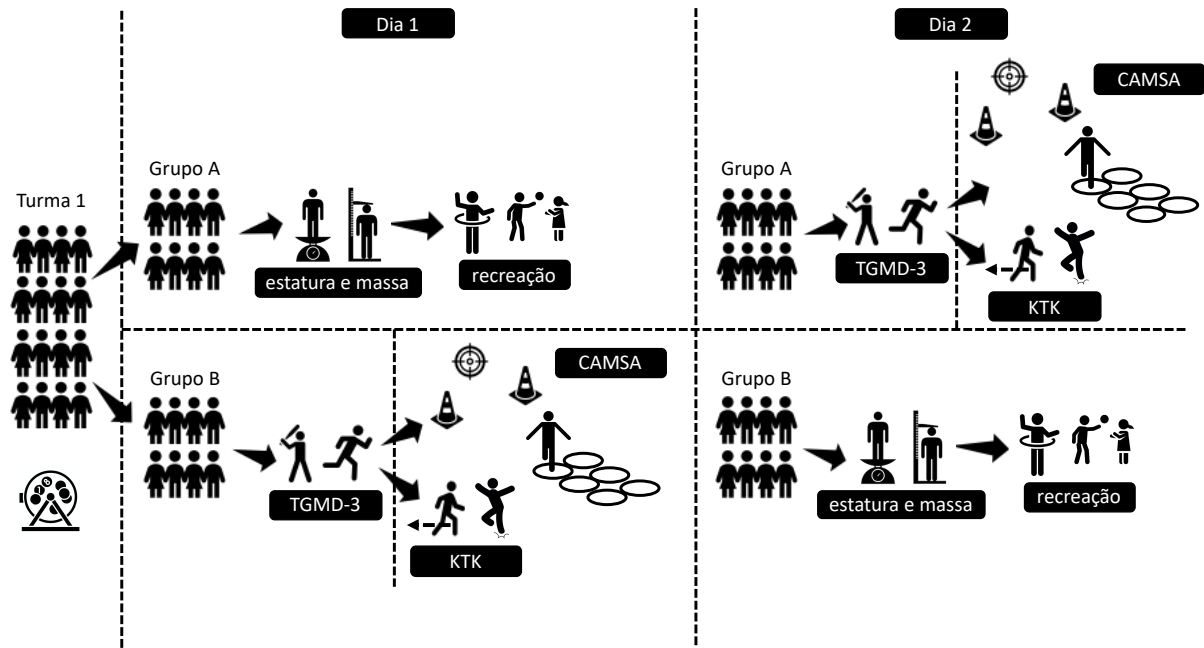 Dia 1
Dia 2
CAMSA
Grupo A
Grupo A
Turma 1
TGMD-3
estatura e massa
recreação
KTK
Grupo B
CAMSA
Grupo B
TGMD-3
KTK
estatura e massa
recreação